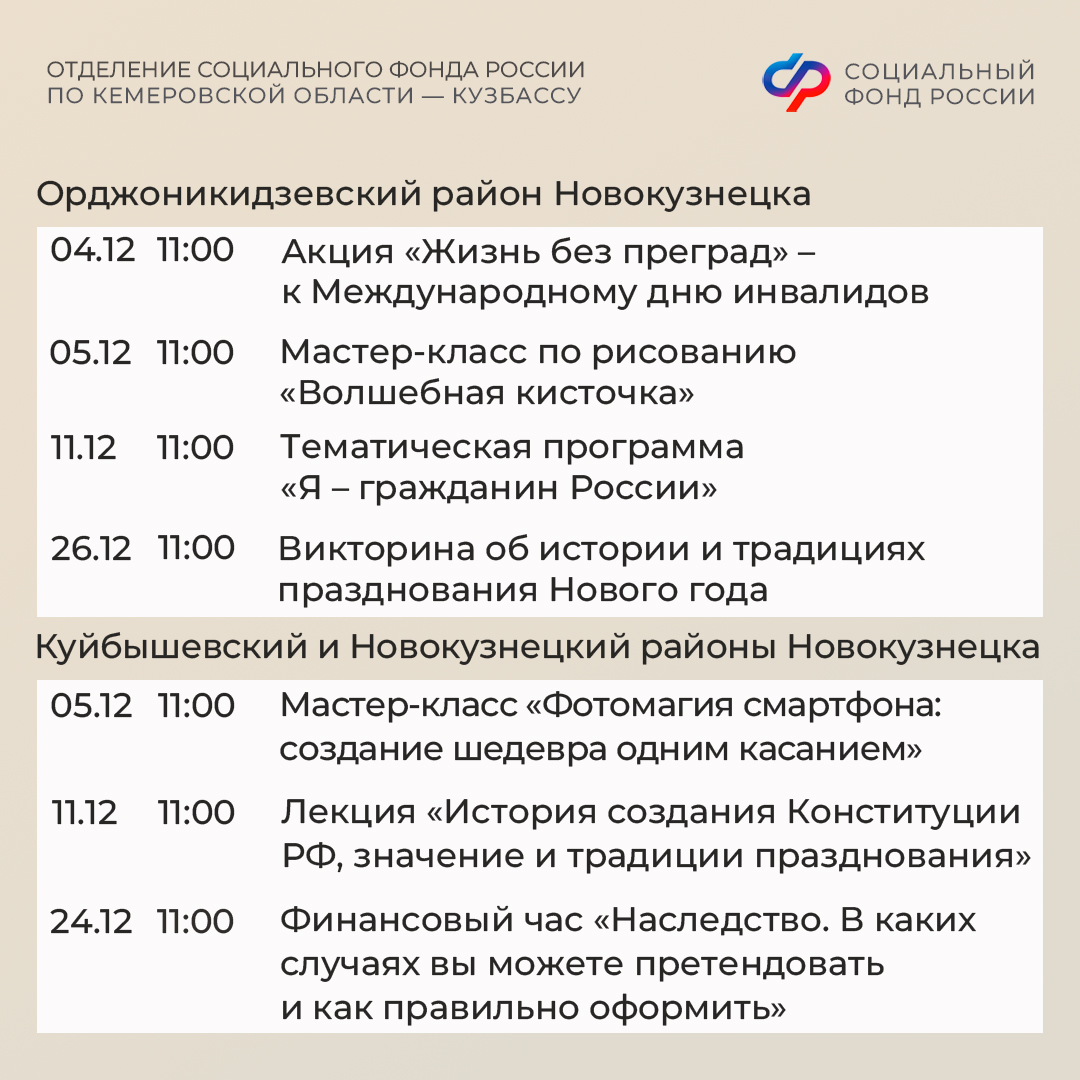 ОТДЕЛЕНИЕ СОЦИАЛЬНОГО ФОНДА РОССИИ
ПО КЕМЕРОВСКОЙ ОБЛАСТИ — КУЗБАССУ
СОЦИАЛЬНЫЙ
ФОНД РОССИИ
Орджоникидзевский район Новокузнецка
04.12 11:00 Акция «Жизнь без преград» –
к Международному дню инвалидов
05.12 11:00 Мастер-класс по рисованию
«Волшебная кисточка»
11.12 11:00 Тематическая программа
«Я – гражданин России»
26.12 11:00 Викторина об истории и традициях
празднования Нового года
Куйбышевский и Новокузнецкий районы Новокузнецка
05.12 11:00 Мастер-класс «Фотомагия смартфона:
создание шедевра одним касанием»
11.12 11:00 Лекция «История создания Конституции
РФ, значение и традиции празднования»
24.12 11:00 Финансовый час «Наследство. В каких
случаях вы можете претендовать
и как правильно оформить»